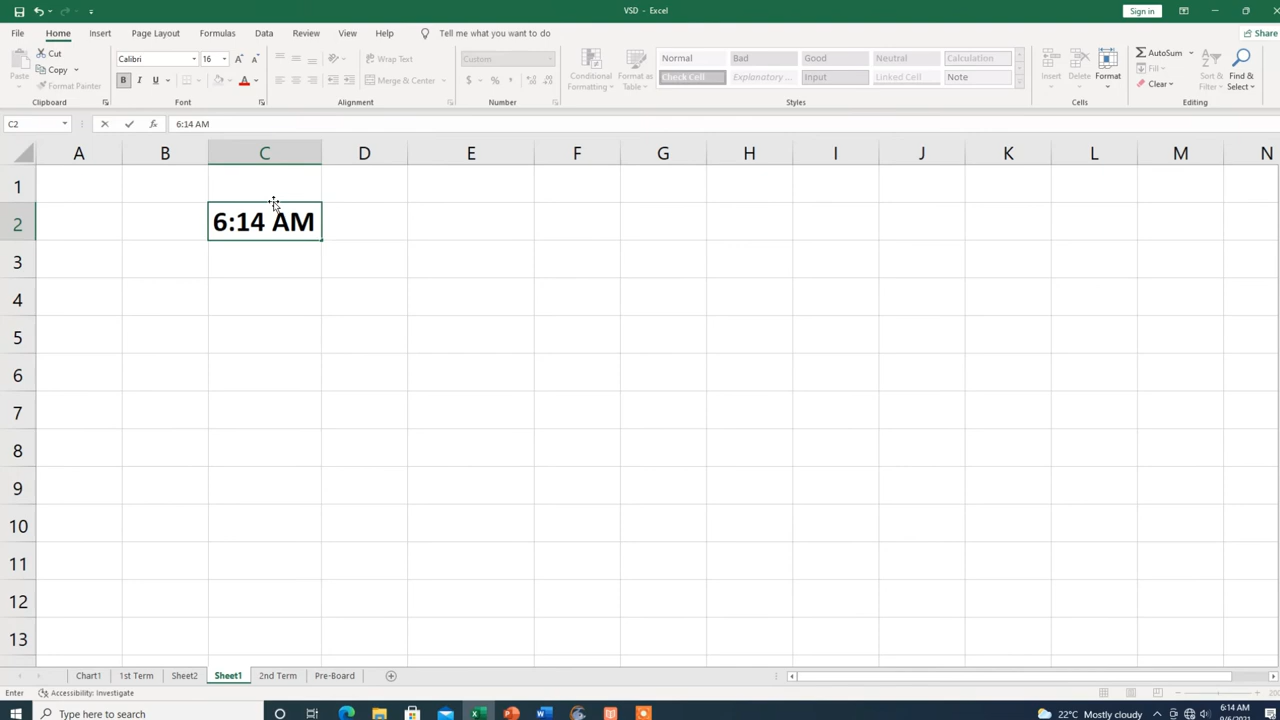 VSD - Excel
Sign in
File Home Insert Page Layout Formulas Data Review View Help Tell me what you want to do Share
Paste Cut Copy Format Painter Clipboard
Calibri 16 A A B I U A Font
Wrap Text Merge & Center Alignment
Custom $ % , Number
Conditional Formatting Format as Table
Normal Bad Good Neutral Calculation
Check Cell Explanatory ... Input Linked Cell Note
Styles
Insert Delete Format Cells
AutoSum Fill Clear Sort & Filter Find & Select Editing
C2 fx 6:14 AM
A B C D E F G H I J K L M N
1
2 6:14 AM
3
4
5
6
7
8
9
10
11
12
13
Chart1 1st Term Sheet2 Sheet1 2nd Term Pre-Board
Enter Accessibility: Investigate
Type here to search 22°C Mostly cloudy 6:14 AM